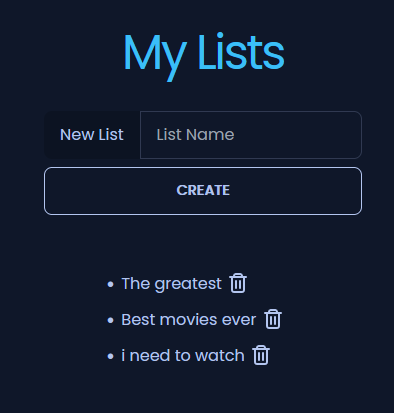 My Lists
New List List Name
CREATE
The greatest
Best movies ever
i need to watch